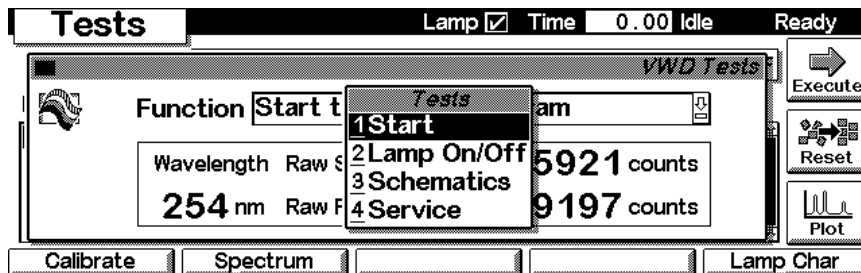 Tests Lamp Time 0.00 Idle Ready
VWD Tests
Execute
Function Start t am
Tests
1Start
2Lamp On/Off
3Schematics
4Service
Wavelength Raw S 5921 counts
254 nm Raw 9197 counts
Reset
Plot
Calibrate Spectrum Lamp Char